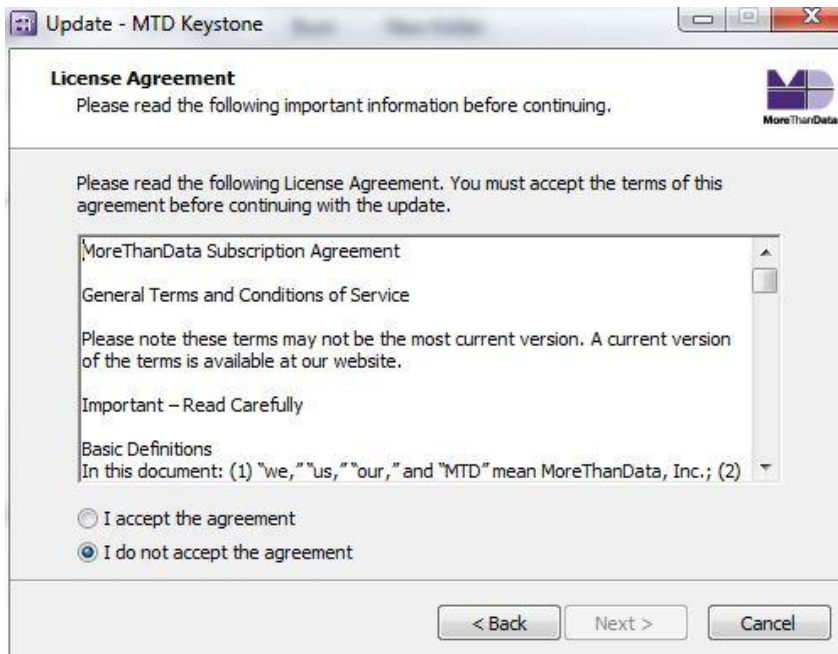 Update - MTD Keystone
License Agreement
Please read the following important information before continuing.
MoreThanData
Please read the following License Agreement. You must accept the terms of this
agreement before continuing with the update.
MoreThanData Subscription Agreement
General Terms and Conditions of Service
Please note these terms may not be the most current version. A current version
of the terms is available at our website.
Important – Read Carefully
Basic Definitions
In this document: (1) “we,” “us,” “our,” and “MTD” mean MoreThanData, Inc.; (2)
I accept the agreement
I do not accept the agreement
< Back
Next >
Cancel